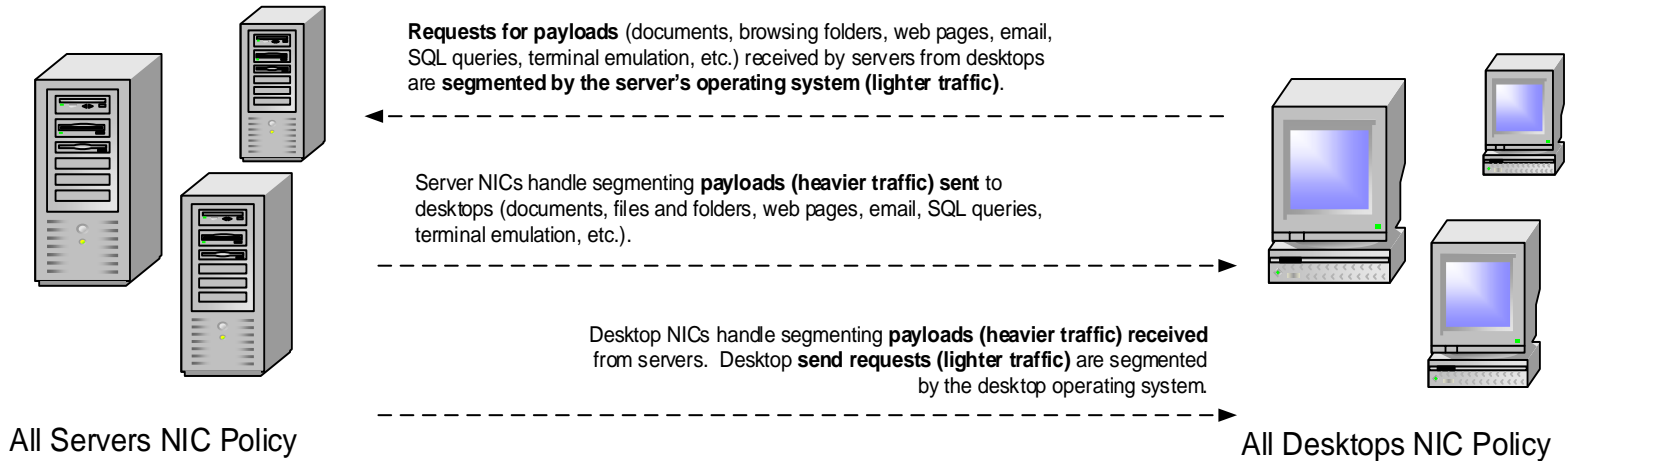 Requests for payloads (documents, browsing folders, web pages, email,
SQL queries, terminal emulation, etc.) received by servers from desktops
are segmented by the server's operating system (lighter traffic).
Server NICs handle segmenting payloads (heavier traffic) sent to
desktops (documents, files and folders, web pages, email, SQL queries,
terminal emulation, etc.).
Desktop NICs handle segmenting payloads (heavier traffic) received
from servers. Desktop send requests (lighter traffic) are segmented
by the desktop operating system.
All Servers NIC Policy
All Desktops NIC Policy